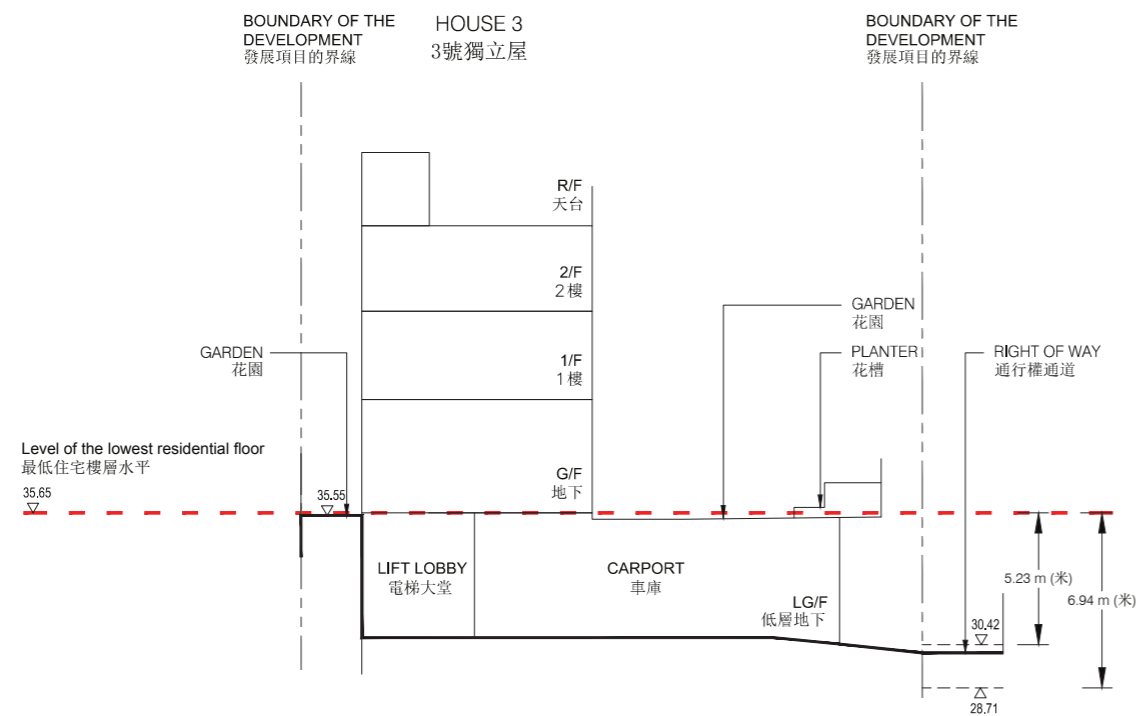 BOUNDARY OF THE
DEVELOPMENT
發展項目的界線
HOUSE 3
3號獨立屋
BOUNDARY OF THE
DEVELOPMENT
發展項目的界線
R/F
天台
2/F
2樓
GARDEN
花園
GARDEN
花園
1/F
1樓
PLANTER
花槽
RIGHT OF WAY
通行權通道
Level of the lowest residential floor
最低住宅樓層水平
35.65
35.55
G/F
地下
LIFT LOBBY
電梯大堂
CARPORT
車庫
LG/F
低層地下
5.23 m (米)
6.94 m (米)
30.42
28.71